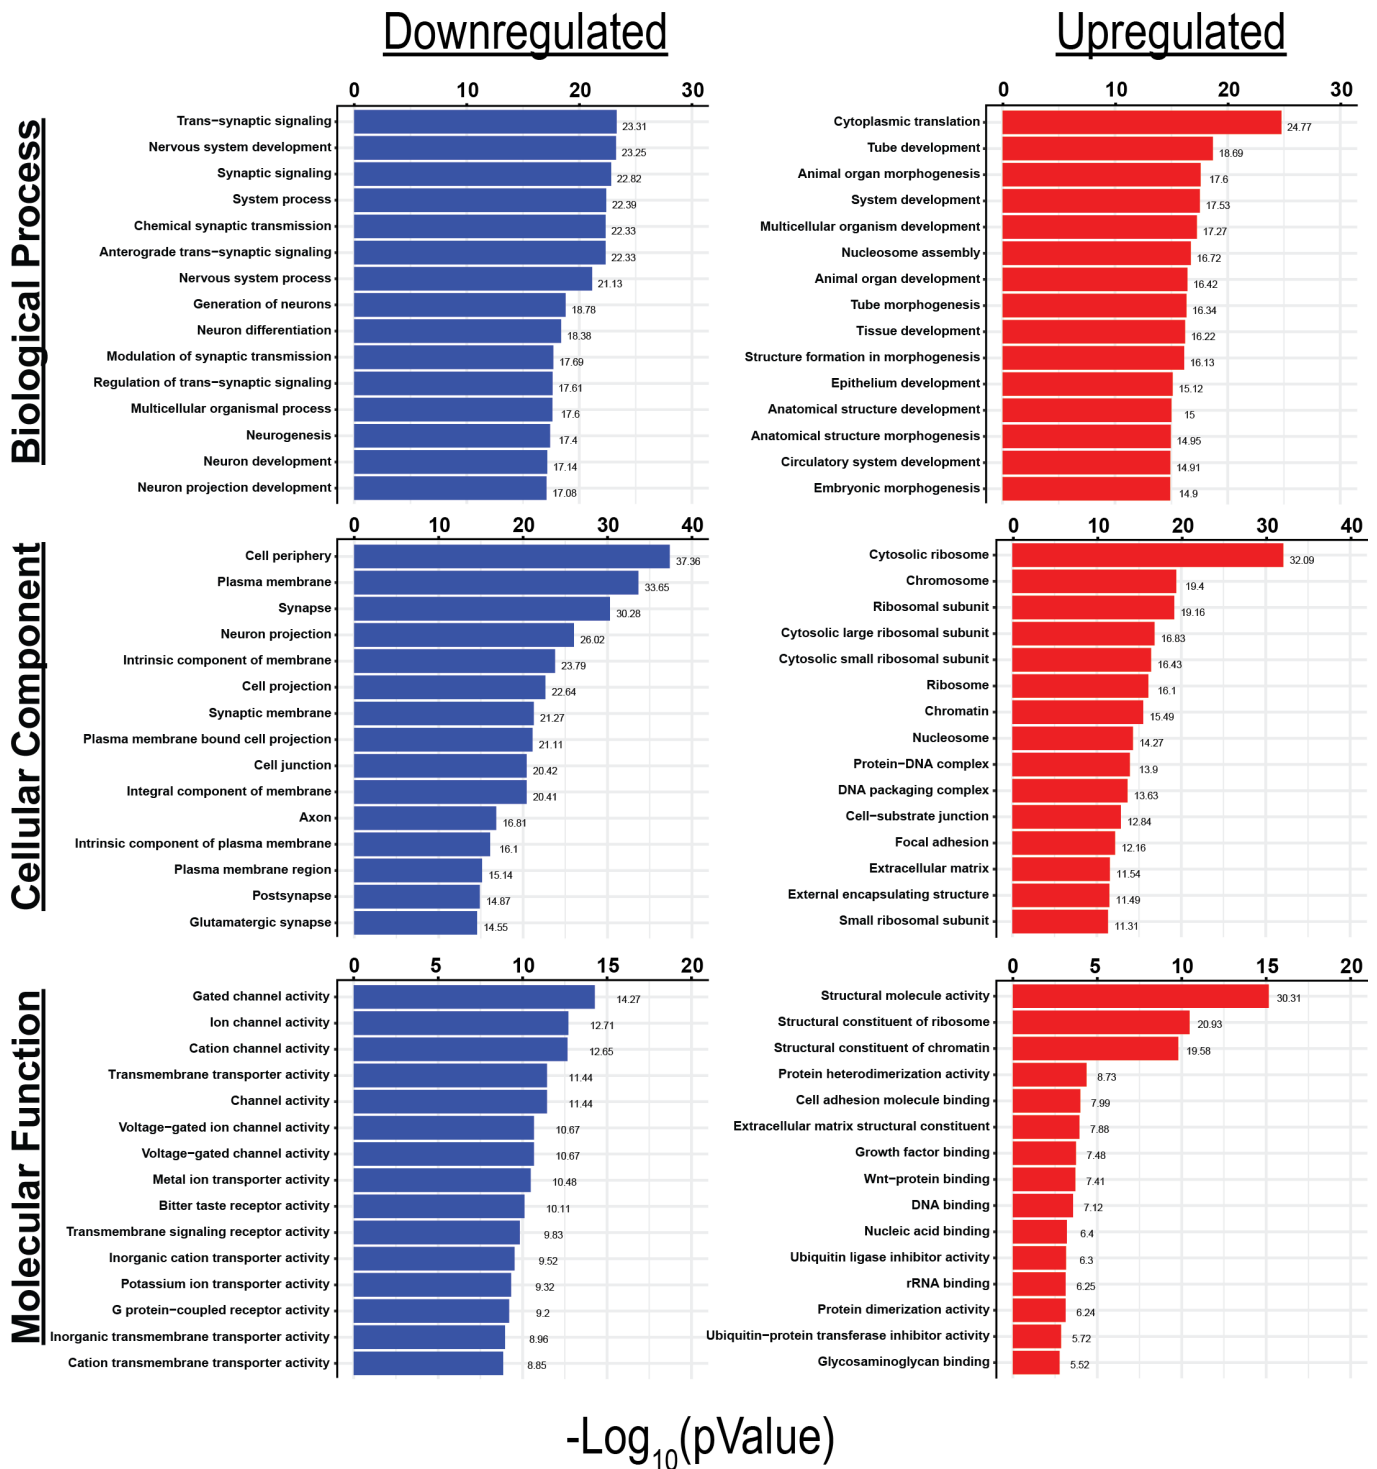 Downregulated
Upregulated
Biological Process
0 10 20 30
Trans-synaptic signaling 23.31
Nervous system development 23.25
Synaptic signaling 22.82
System process 22.39
Chemical synaptic transmission 22.33
Anterograde trans-synaptic signaling 22.33
Nervous system process 21.13
Generation of neurons 18.78
Neuron differentiation 18.38
Modulation of synaptic transmission 17.69
Regulation of trans-synaptic signaling 17.61
Multicellular organismal process 17.6
Neurogenesis 17.4
Neuron development 17.14
Neuron projection development 17.08
0 10 20 30
Cytoplasmic translation 24.77
Tube development 18.69
Animal organ morphogenesis 17.6
System development 17.53
Multicellular organism development 17.27
Nucleosome assembly 16.72
Animal organ development 16.42
Tube morphogenesis 16.34
Tissue development 16.22
Structure formation in morphogenesis 16.13
Epithelium development 15.12
Anatomical structure development 15
Anatomical structure morphogenesis 14.95
Circulatory system development 14.91
Embryonic morphogenesis 14.9
Cellular Component
0 10 20 30 40
Cell periphery 37.36
Plasma membrane 33.65
Synapse 30.28
Neuron projection 26.02
Intrinsic component of membrane 23.79
Cell projection 22.64
Synaptic membrane 21.27
Plasma membrane bound cell projection 21.11
Cell junction 20.42
Integral component of membrane 20.41
Axon 16.81
Intrinsic component of plasma membrane 16.1
Plasma membrane region 15.14
Postsynapse 14.87
Glutamatergic synapse 14.55
0 10 20 30 40
Cytosolic ribosome 32.09
Chromosome 19.4
Ribosomal subunit 19.16
Cytosolic large ribosomal subunit 16.83
Cytosolic small ribosomal subunit 16.43
Ribosome 16.1
Chromatin 15.49
Nucleosome 14.27
Protein-DNA complex 13.9
DNA packaging complex 13.63
Cell-substrate junction 12.84
Focal adhesion 12.16
Extracellular matrix 11.54
External encapsulating structure 11.49
Small ribosomal subunit 11.31
Molecular Function
0 5 10 15 20
Gated channel activity 14.27
Ion channel activity 12.71
Cation channel activity 12.65
Transmembrane transporter activity 11.44
Channel activity 11.44
Voltage-gated ion channel activity 10.67
Voltage-gated channel activity 10.67
Metal ion transporter activity 10.48
Bitter taste receptor activity 10.11
Transmembrane signaling receptor activity 9.83
Inorganic cation transporter activity 9.52
Potassium ion transporter activity 9.32
G protein-coupled receptor activity 9.2
Inorganic transmembrane transporter activity 8.96
Cation transmembrane transporter activity 8.85
0 5 10 15 20
Structural molecule activity 30.31
Structural constituent of ribosome 20.93
Structural constituent of chromatin 19.58
Protein heterodimerization activity 8.73
Cell adhesion molecule binding 7.99
Extracellular matrix structural constituent 7.88
Growth factor binding 7.48
Wnt-protein binding 7.41
DNA binding 7.12
Nucleic acid binding 6.4
Ubiquitin ligase inhibitor activity 6.3
rRNA binding 6.25
Protein dimerization activity 6.24
Ubiquitin-protein transferase inhibitor activity 5.72
Glycosaminoglycan binding 5.52
-Log10(pValue)